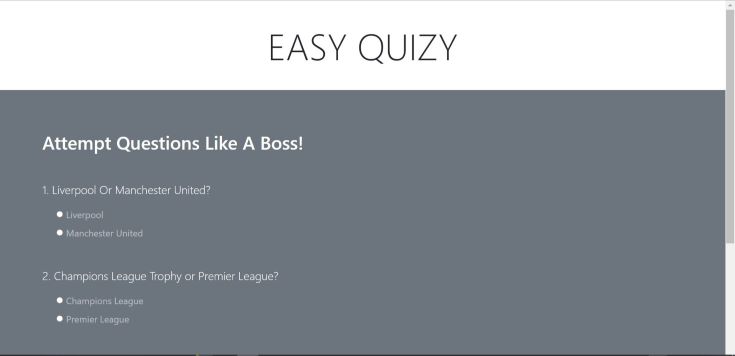 EASY QUIZY
Attempt Questions Like A Boss!
1. Liverpool Or Manchester United?
Liverpool
Manchester United
2. Champions League Trophy or Premier League?
Champions League
Premier League